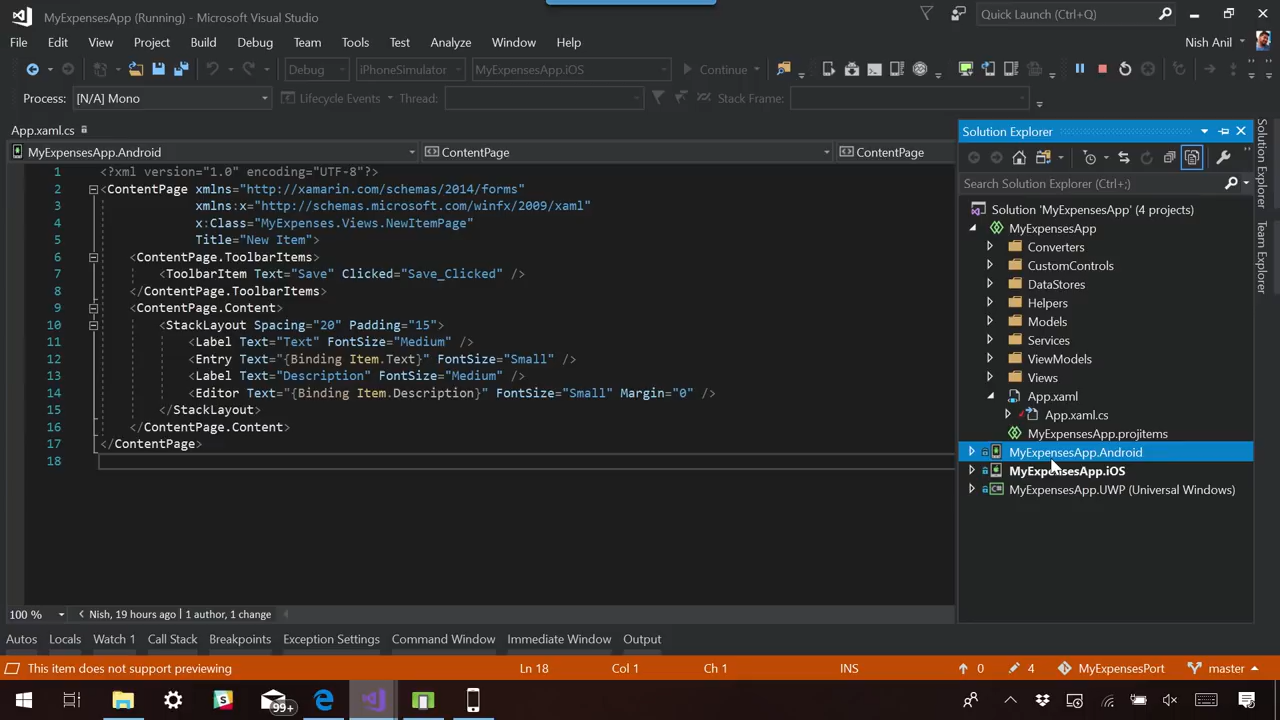 MyExpensesApp (Running) - Microsoft Visual Studio
Quick Launch (Ctrl+Q)
File Edit View Project Build Debug Team Tools Test Analyze Window Help
Nish Anil
Debug iPhoneSimulator MyExpensesApp.iOS Continue
Process: [N/A] Mono Lifecycle Events Thread: Stack Frame:
App.xaml.cs
MyExpensesApp.Android ContentPage ContentPage
1 <?xml version="1.0" encoding="UTF-8"?>
2 <ContentPage xmlns="http://xamarin.com/schemas/2014/forms"
3 xmlns:x="http://schemas.microsoft.com/winfx/2009/xaml"
4 x:Class="MyExpenses.Views.NewItemPage"
5 Title="New Item">
6 <ContentPage.ToolbarItems>
7 <ToolbarItem Text="Save" Clicked="Save_Clicked" />
8 </ContentPage.ToolbarItems>
9 <ContentPage.Content>
10 <StackLayout Spacing="20" Padding="15">
11 <Label Text="Text" FontSize="Medium" />
12 <Entry Text="{Binding Item.Text}" FontSize="Small" />
13 <Label Text="Description" FontSize="Medium" />
14 <Editor Text="{Binding Item.Description}" FontSize="Small" Margin="0" />
15 </StackLayout>
16 </ContentPage.Content>
17 </ContentPage>
18
100 % Nish, 19 hours ago | 1 author, 1 change
Solution Explorer
Search Solution Explorer (Ctrl+;)
Solution 'MyExpensesApp' (4 projects)
MyExpensesApp
Converters
CustomControls
DataStores
Helpers
Models
Services
ViewModels
Views
App.xaml
App.xaml.cs
MyExpensesApp.projitems
MyExpensesApp.Android
MyExpensesApp.iOS
MyExpensesApp.UWP (Universal Windows)
Solution Explorer
Team Explorer
Autos Locals Watch 1 Call Stack Breakpoints Exception Settings Command Window Immediate Window Output
This item does not support previewing Ln 18 Col 1 Ch 1 INS 0 4 MyExpensesPort master
99+